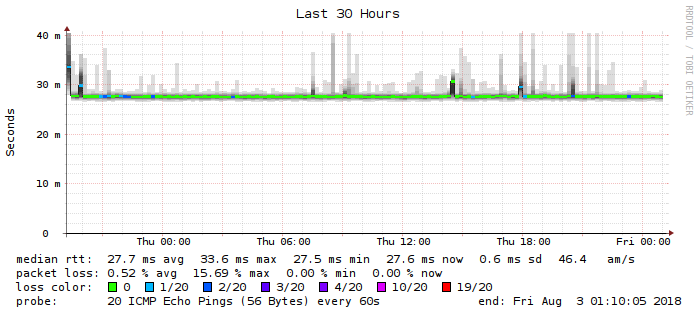 Last 30 Hours
RRDTOOL / TOBI OETIKER
Seconds
40 m
30 m
20 m
10 m
0
Thu 00:00 Thu 06:00 Thu 12:00 Thu 18:00 Fri 00:00
median rtt: 27.7 ms avg 33.6 ms max 27.5 ms min 27.6 ms now 0.6 ms sd 46.4 am/s
packet loss: 0.52 % avg 15.69 % max 0.00 % min 0.00 % now
loss color: 0 1/20 2/20 3/20 4/20 10/20 19/20
probe: 20 ICMP Echo Pings (56 Bytes) every 60s end: Fri Aug 3 01:10:05 2018